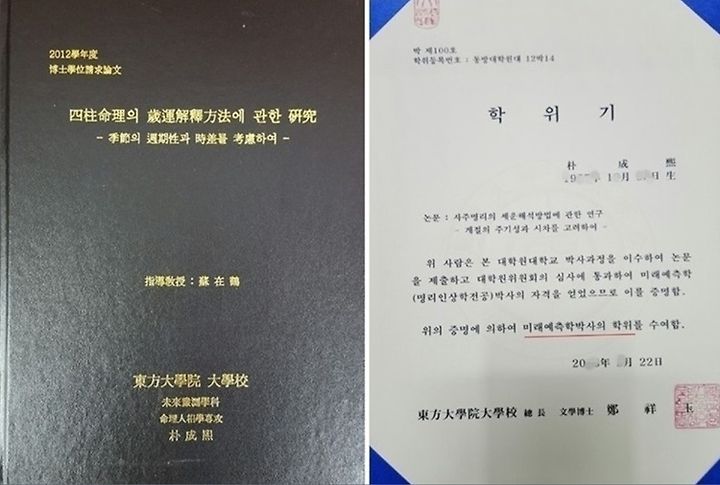 2012學年度
博士學位請求論文
四柱命理의 歲運解釋方法에 관한 硏究
- 季節의 週期性과 時差를 考慮하여 -
指導敎授 : 蘇在鶴
東方大學院 大學校
未來豫測學科
命理人相學專攻
朴成熙
박 제100호
학위등록번호 : 동방대학원대 12박14
학 위 기
朴 成 熙
생 19 年 月 日 生
논문 : 사주명리의 세운해석방법에 관한 연구
- 계절의 주기성과 시차를 고려하여 -
위 사람은 본 대학원대학교 박사과정을 이수하여 논문
을 제출하고 대학원위원회의 심사에 통과하여 미래예측학
(명리인상학전공)박사의 자격을 얻었으므로 이를 증명함.
위의 증명에 의하여 미래예측학박사의 학위를 수여함.
20 年 月 22日
東方大學院大學校 總長 文學博士 鄭 祥 玉